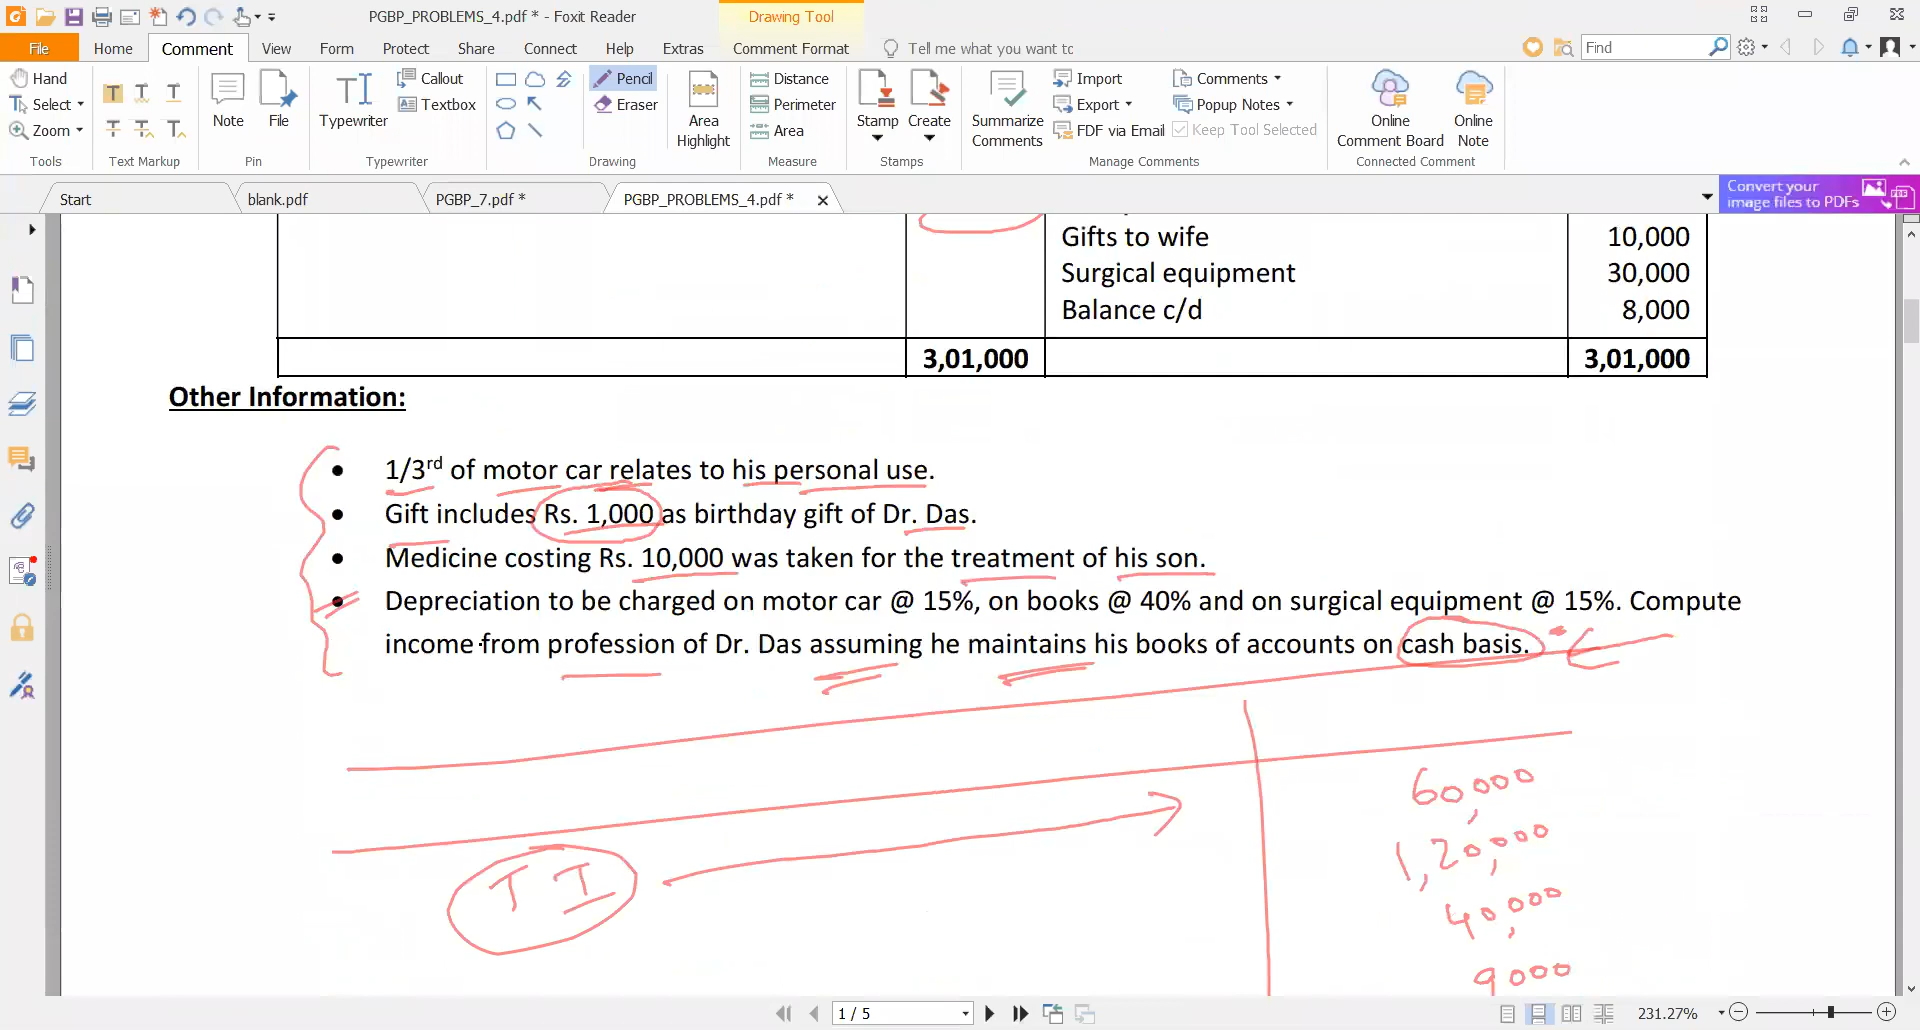 PGBP_PROBLEMS_4.pdf * - Foxit Reader
Drawing Tool
File Home Comment View Form Protect Share Connect Help Extras Comment Format Tell me what you want tc Find
Hand
Select
Zoom
Tools
Text Markup
Note
File
Pin
Typewriter
Callout
Textbox
Typewriter
Pencil
Eraser
Drawing
Area
Highlight
Distance
Perimeter
Area
Measure
Stamp
Create
Stamps
Summarize
Comments
Import
Export
FDF via Email
Comments
Popup Notes
Keep Tool Selected
Manage Comments
Online
Comment Board
Online
Note
Connected Comment
Start
blank.pdf
PGBP_7.pdf *
PGBP_PROBLEMS_4.pdf *
Convert your
image files to PDFs
Gifts to wife 10,000
Surgical equipment 30,000
Balance c/d 8,000
3,01,000 3,01,000
Other Information:
• 1/3rd of motor car relates to his personal use.
• Gift includes Rs. 1,000 as birthday gift of Dr. Das.
• Medicine costing Rs. 10,000 was taken for the treatment of his son.
• Depreciation to be charged on motor car @ 15%, on books @ 40% and on surgical equipment @ 15%. Compute
income from profession of Dr. Das assuming he maintains his books of accounts on cash basis.
60,000
1,20,000
T I
40,000
9000
1 / 5
231.27%